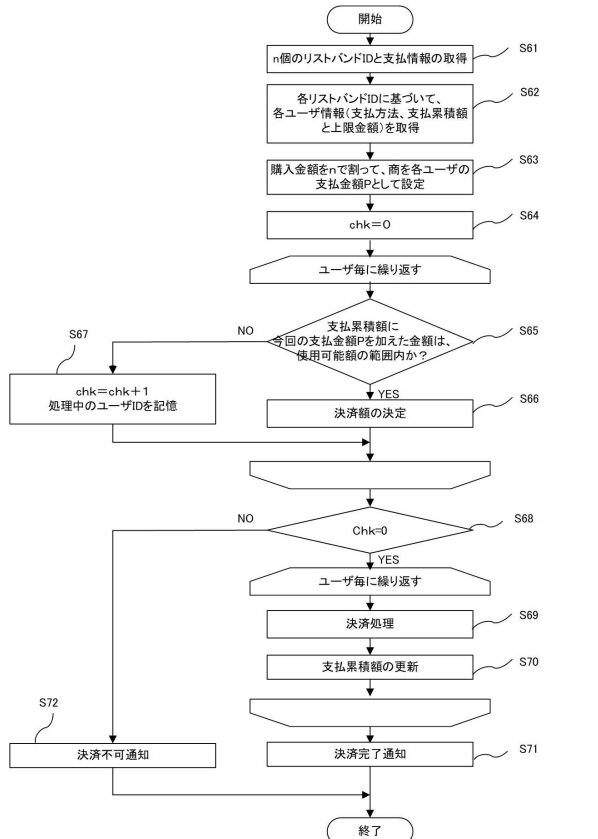 開始
n個のリストバンドIDと支払情報の取得
S61
各リストバンドIDに基づいて、
各ユーザ情報(支払方法、支払累積額
と上限金額)を取得
S62
購入金額をnで割って、商を各ユーザの
支払金額Pとして設定
S63
chk=0
S64
ユーザ毎に繰り返す
支払累積額に
今回の支払金額Pを加えた金額は、
使用可能額の範囲内か?
S65
NO
S67
chk=chk+1
処理中のユーザIDを記憶
YES
決済額の決定
S66
Chk=0
S68
NO
YES
ユーザ毎に繰り返す
決済処理
S69
支払累積額の更新
S70
S72
決済不可通知
決済完了通知
S71
終了